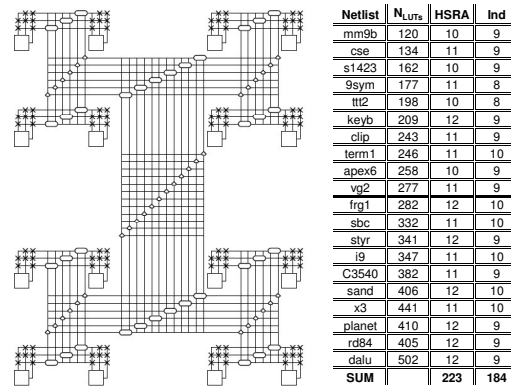 Netlist N_LUTs HSRA Ind
mm9b 120 10 9
cse 134 11 9
s1423 162 10 9
9sym 177 11 8
ttt2 198 10 8
keyb 209 12 9
clip 243 11 9
term1 246 11 10
apex6 258 10 9
vg2 277 11 9
frg1 282 12 10
sbc 332 11 10
styr 341 12 9
i9 347 11 10
C3540 382 11 9
sand 406 12 10
x3 441 11 10
planet 410 12 9
rd84 405 12 9
dalu 502 12 9
SUM 223 184